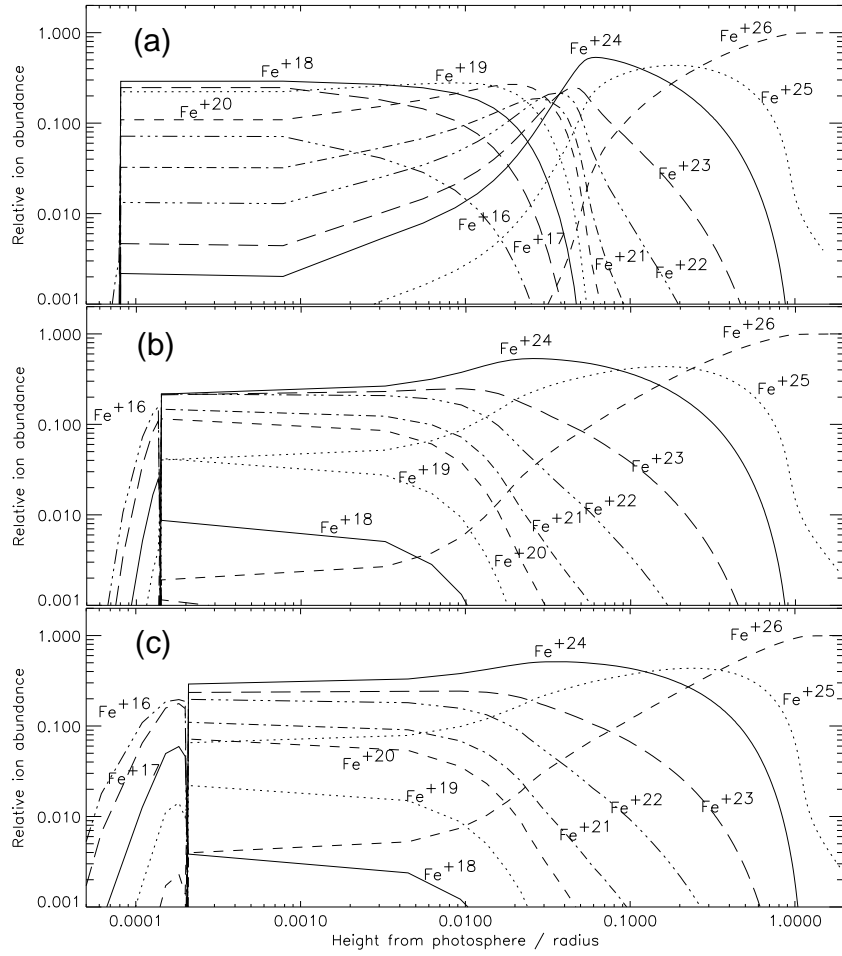 (a)
Fe+18
Fe+19
Fe+24
Fe+26
Fe+20
Fe+25
Fe+23
Fe+16
Fe+17
Fe+21
Fe+22
1.000
0.100
0.010
0.001
Relative ion abundance
(b)
Fe+24
Fe+26
Fe+25
Fe+16
Fe+23
Fe+19
Fe+22
Fe+18
Fe+21
Fe+20
1.000
0.100
0.010
0.001
Relative ion abundance
(c)
Fe+24
Fe+26
Fe+25
Fe+16
Fe+17
Fe+20
Fe+19
Fe+22
Fe+23
Fe+21
Fe+18
1.000
0.100
0.010
0.001
Relative ion abundance
0.0001 0.0010 0.0100 0.1000 1.0000
Height from photosphere / radius